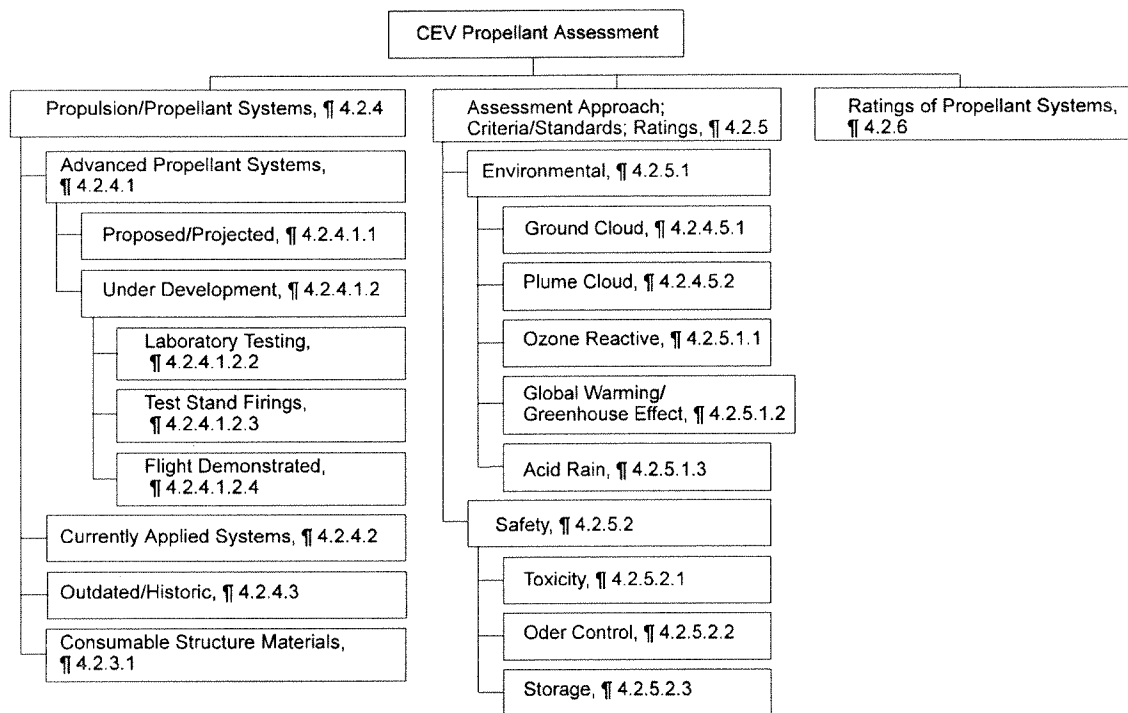 CEV Propellant Assessment
Propulsion/Propellant Systems, ¶ 4.2.4
Advanced Propellant Systems,
¶ 4.2.4.1
Proposed/Projected, ¶ 4.2.4.1.1
Under Development, ¶ 4.2.4.1.2
Laboratory Testing,
¶ 4.2.4.1.2.2
Test Stand Firings,
¶ 4.2.4.1.2.3
Flight Demonstrated,
¶ 4.2.4.1.2.4
Currently Applied Systems, ¶ 4.2.4.2
Outdated/Historic, ¶ 4.2.4.3
Consumable Structure Materials,
¶ 4.2.3.1
Assessment Approach;
Criteria/Standards; Ratings, ¶ 4.2.5
Environmental, ¶ 4.2.5.1
Ground Cloud, ¶ 4.2.4.5.1
Plume Cloud, ¶ 4.2.4.5.2
Ozone Reactive, ¶ 4.2.5.1.1
Global Warming/
Greenhouse Effect, ¶ 4.2.5.1.2
Acid Rain, ¶ 4.2.5.1.3
Safety, ¶ 4.2.5.2
Toxicity, ¶ 4.2.5.2.1
Oder Control, ¶ 4.2.5.2.2
Storage, ¶ 4.2.5.2.3
Ratings of Propellant Systems,
¶ 4.2.6